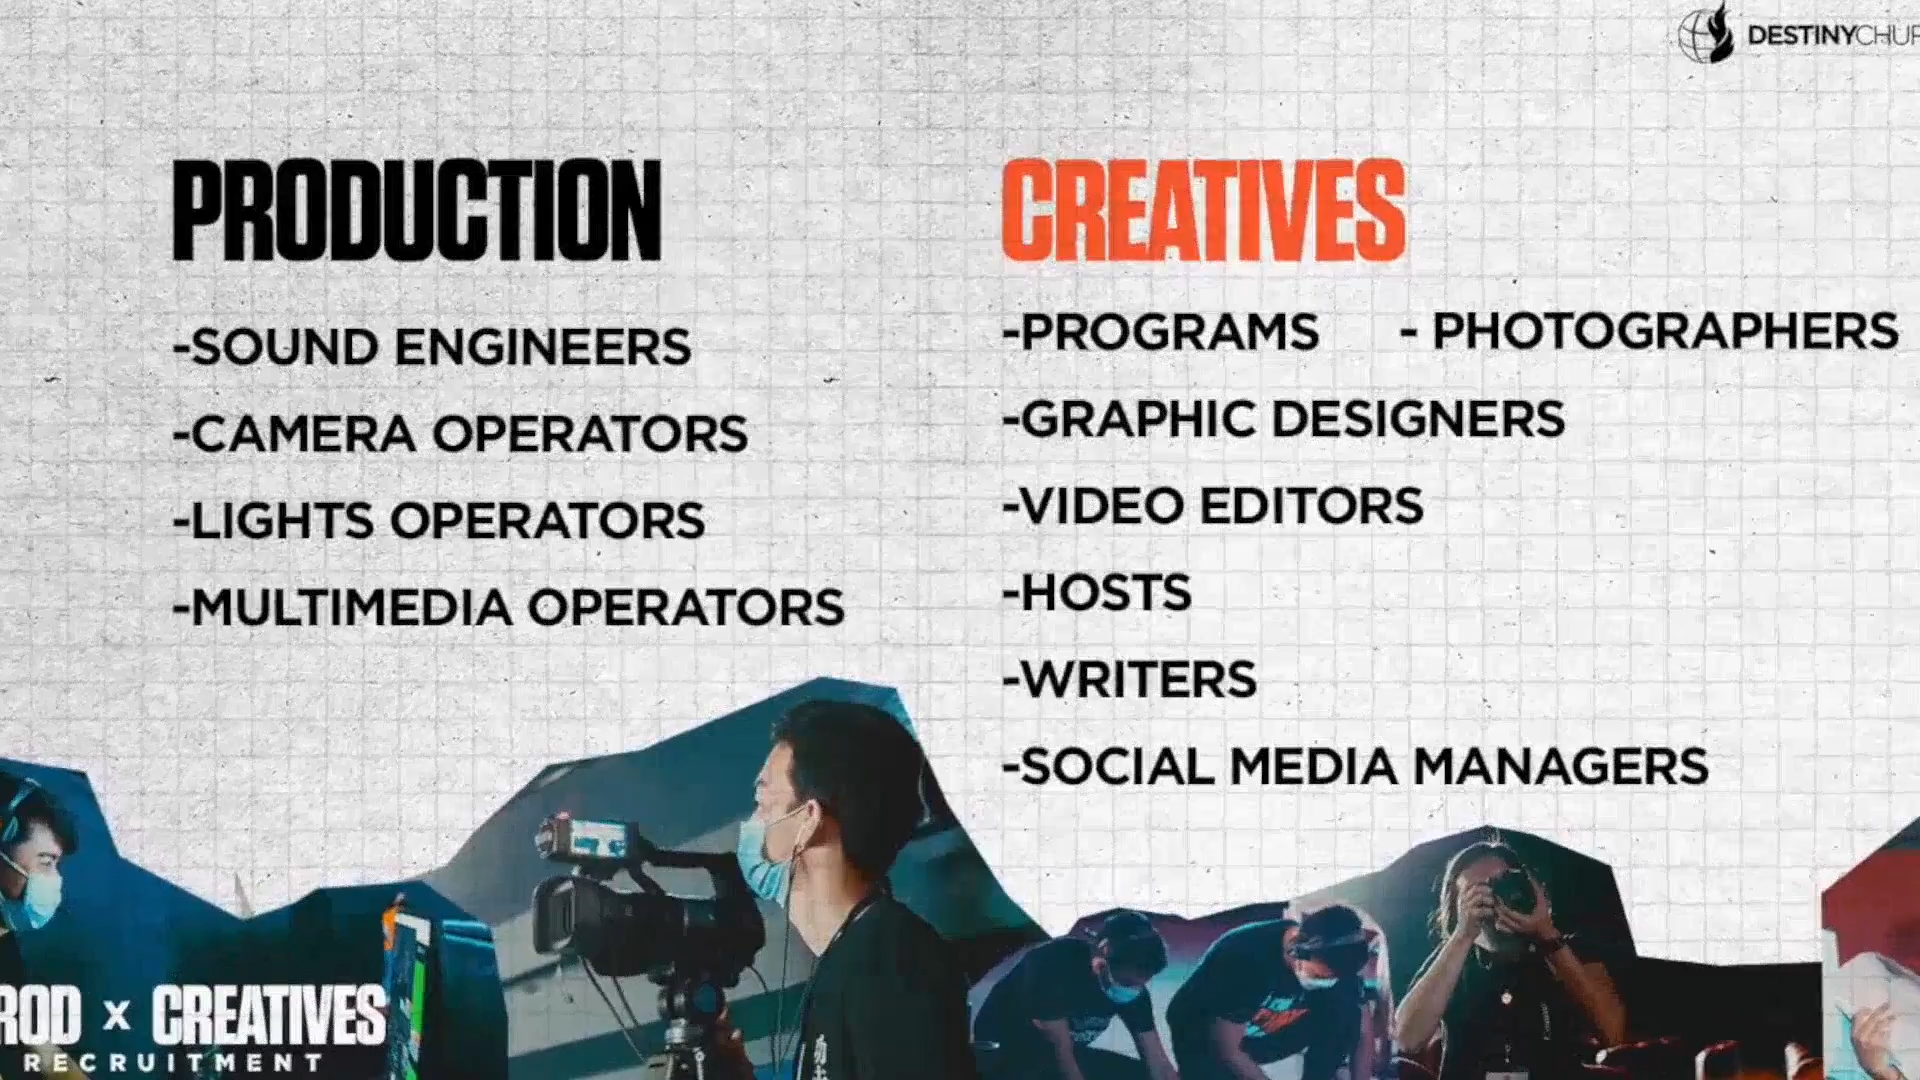 DESTINYCHUR
PRODUCTION
-SOUND ENGINEERS
-CAMERA OPERATORS
-LIGHTS OPERATORS
-MULTIMEDIA OPERATORS
CREATIVES
-PROGRAMS - PHOTOGRAPHERS
-GRAPHIC DESIGNERS
-VIDEO EDITORS
-HOSTS
-WRITERS
-SOCIAL MEDIA MANAGERS
ROD x CREATIVES
RECRUITMENT